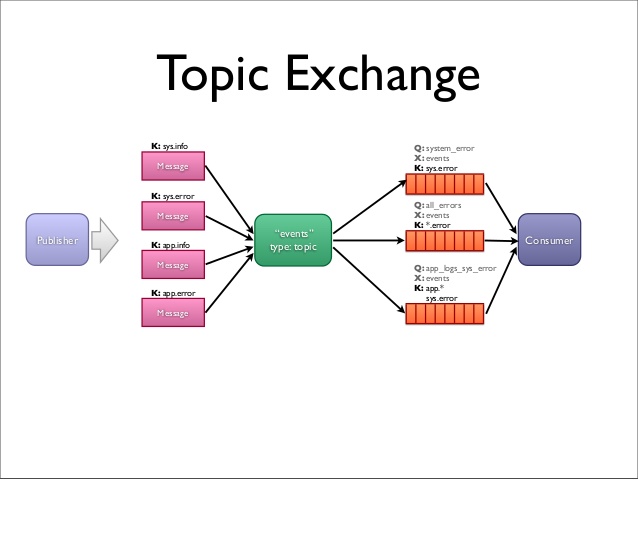 Topic Exchange
K: sys.info
Message
K: sys.error
Message
K: app.info
Message
K: app.error
Message
Publisher
“events”
type: topic
Q: system_error
X: events
K: sys.error
Q: all_errors
X: events
K: *.error
Q: app_logs_sys_error
X: events
K: app.*
sys.error
Consumer